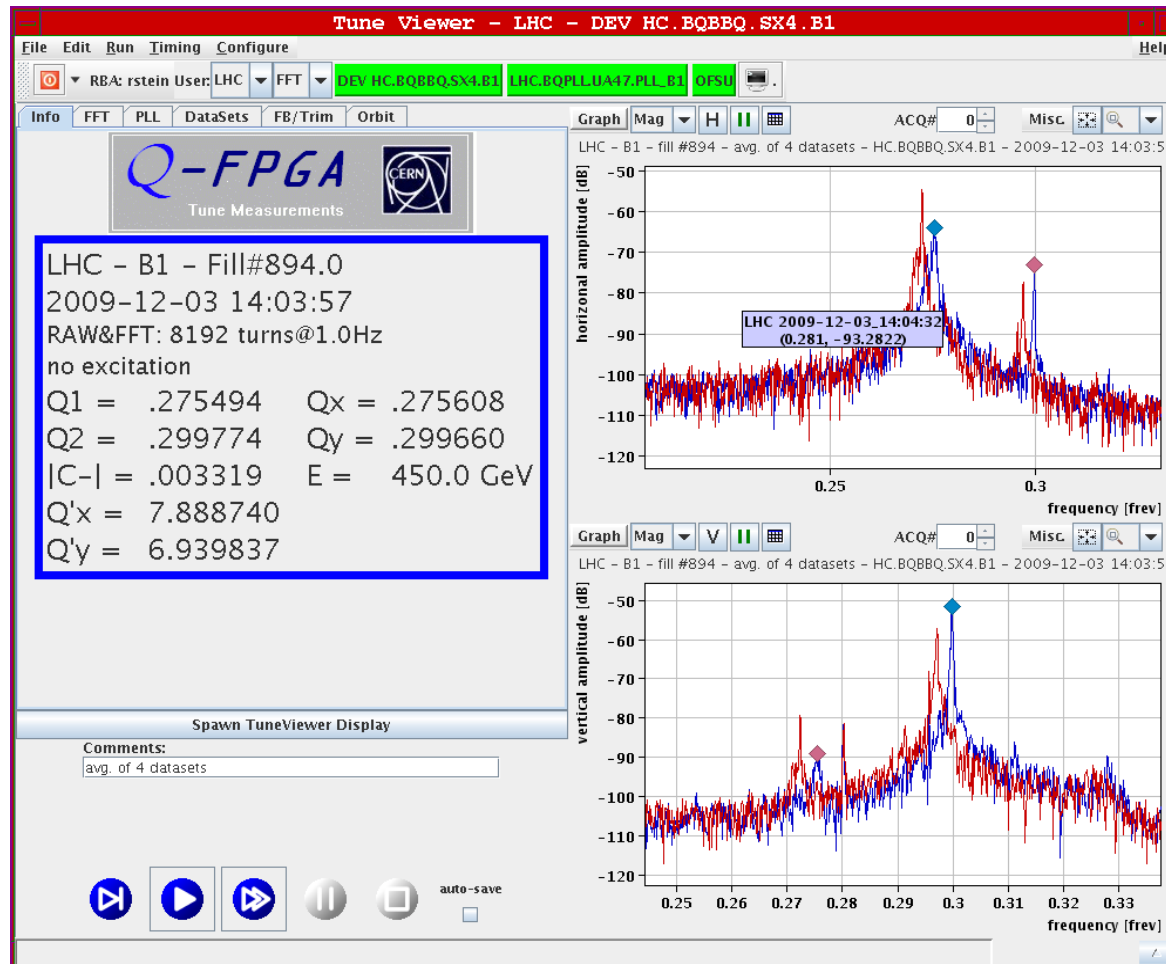 Tune Viewer - LHC - DEV HC.BQBBQ.SX4.B1
File Edit Run Timing Configure Help
RBA: rstein User: LHC FFT DEV HC.BQBBQ.SX4.B1 LHC.BQPLL.UA47.PLL_B1 OFSU
Info FFT PLL DataSets FB/Trim Orbit
Q-FPGA
Tune Measurements
CERN
LHC - B1 - Fill#894.0
2009-12-03 14:03:57
RAW&FFT: 8192 turns@1.0Hz
no excitation
Q1 = .275494 Qx = .275608
Q2 = .299774 Qy = .299660
|C-| = .003319 E = 450.0 GeV
Q'x = 7.888740
Q'y = 6.939837
Spawn TuneViewer Display
Comments:
avg. of 4 datasets
auto-save
Graph Mag H ACQ# 0 Misc.
LHC - B1 - fill #894 - avg. of 4 datasets - HC.BQBBQ.SX4.B1 - 2009-12-03 14:03:5
horizonal amplitude [dB]
-50
-60
-70
-80
-90
-100
-110
-120
LHC 2009-12-03_14:04:32
(0.281, -93.2822)
0.25 0.3
frequency [frev]
Graph Mag V ACQ# 0 Misc.
LHC - B1 - fill #894 - avg. of 4 datasets - HC.BQBBQ.SX4.B1 - 2009-12-03 14:03:5
vertical amplitude [dB]
-50
-60
-70
-80
-90
-100
-110
-120
0.25 0.26 0.27 0.28 0.29 0.3 0.31 0.32 0.33
frequency [frev]